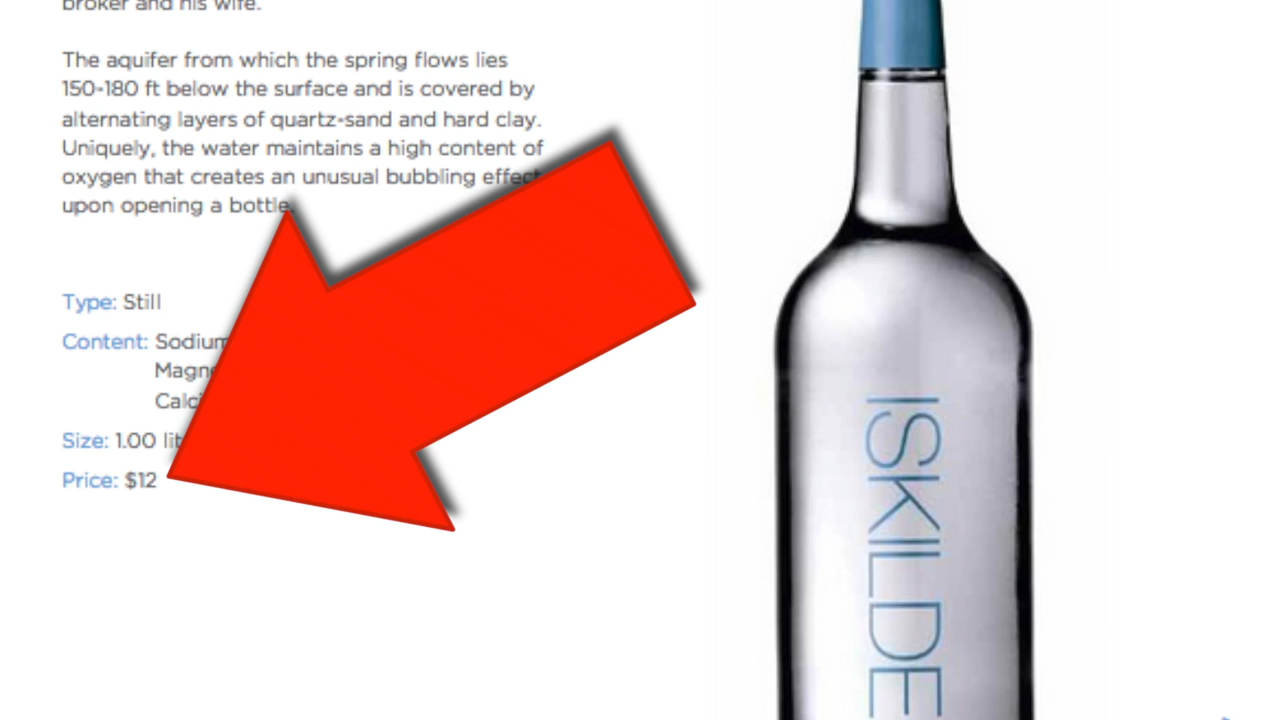 broker and his wife.
The aquifer from which the spring flows lies
150-180 ft below the surface and is covered by
alternating layers of quartz-sand and hard clay.
Uniquely, the water maintains a high content of
oxygen that creates an unusual bubbling effect
upon opening a bottle.
Type: Still
Content: Sodium
Magne
Calci
Size: 1.00 lit
Price: $12
ISKILDE